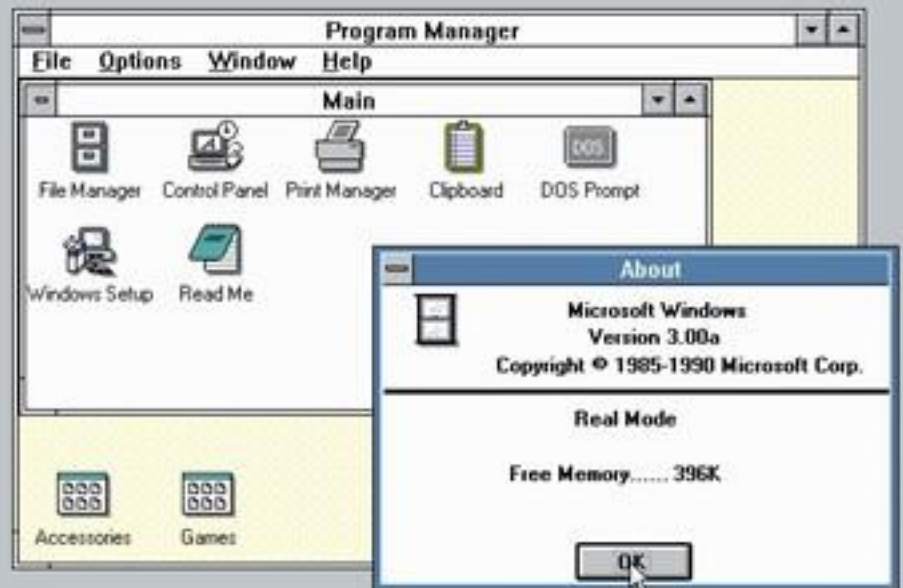 Program Manager
File Options Window Help
Main
File Manager Control Panel Print Manager Clipboard DOS Prompt
DOS
Windows Setup Read Me
About
Microsoft Windows
Version 3.00a
Copyright © 1985-1990 Microsoft Corp.
Real Mode
Free Memory...... 396K
Accessories Games
OK